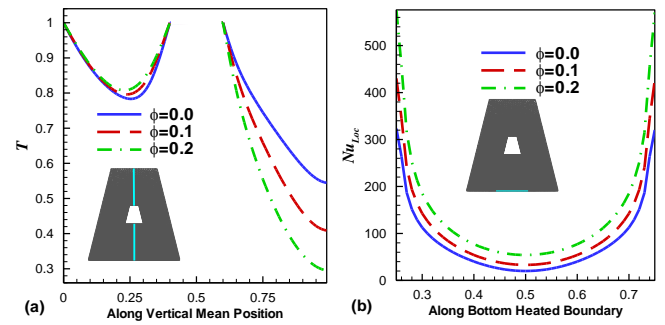 1
0.9
0.8
0.7
0.6
0.5
0.4
0.3
T
ϕ=0.0
ϕ=0.1
ϕ=0.2
0 0.25 0.5 0.75
(a) Along Vertical Mean Position
500
400
300
200
100
0
Nu_Loc
ϕ=0.0
ϕ=0.1
ϕ=0.2
0.3 0.4 0.5 0.6 0.7
(b) Along Bottom Heated Boundary